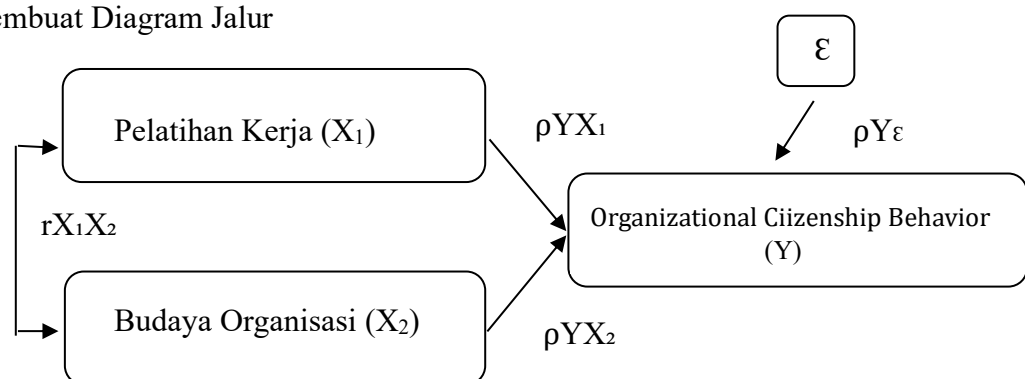 embuat Diagram Jalur
ε
Pelatihan Kerja (X₁)
ρYX₁
ρYε
rX₁X₂
Organizational Ciizenship Behavior
(Y)
Budaya Organisasi (X₂)
ρYX₂